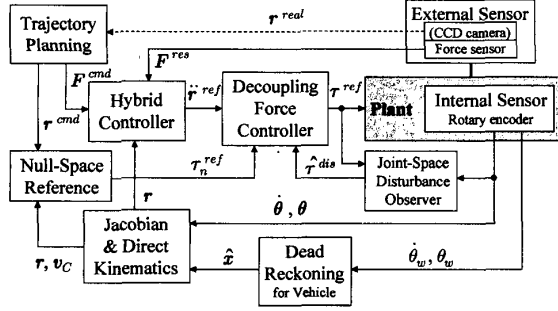 Trajectory
Planning
r^real
External Sensor
(CCD camera)
Force sensor
F^res
F^cmd
r^cmd
Hybrid
Controller
r̈^ref
Decoupling
Force
Controller
τ^ref
Plant
Internal Sensor
Rotary encoder
Null-Space
Reference
τ_n^ref
τ̂^dis
Joint-Space
Disturbance
Observer
r
θ̇ , θ
Jacobian
& Direct
Kinematics
r, v_C
x̂
Dead
Reckoning
for Vehicle
θ̇_w, θ_w